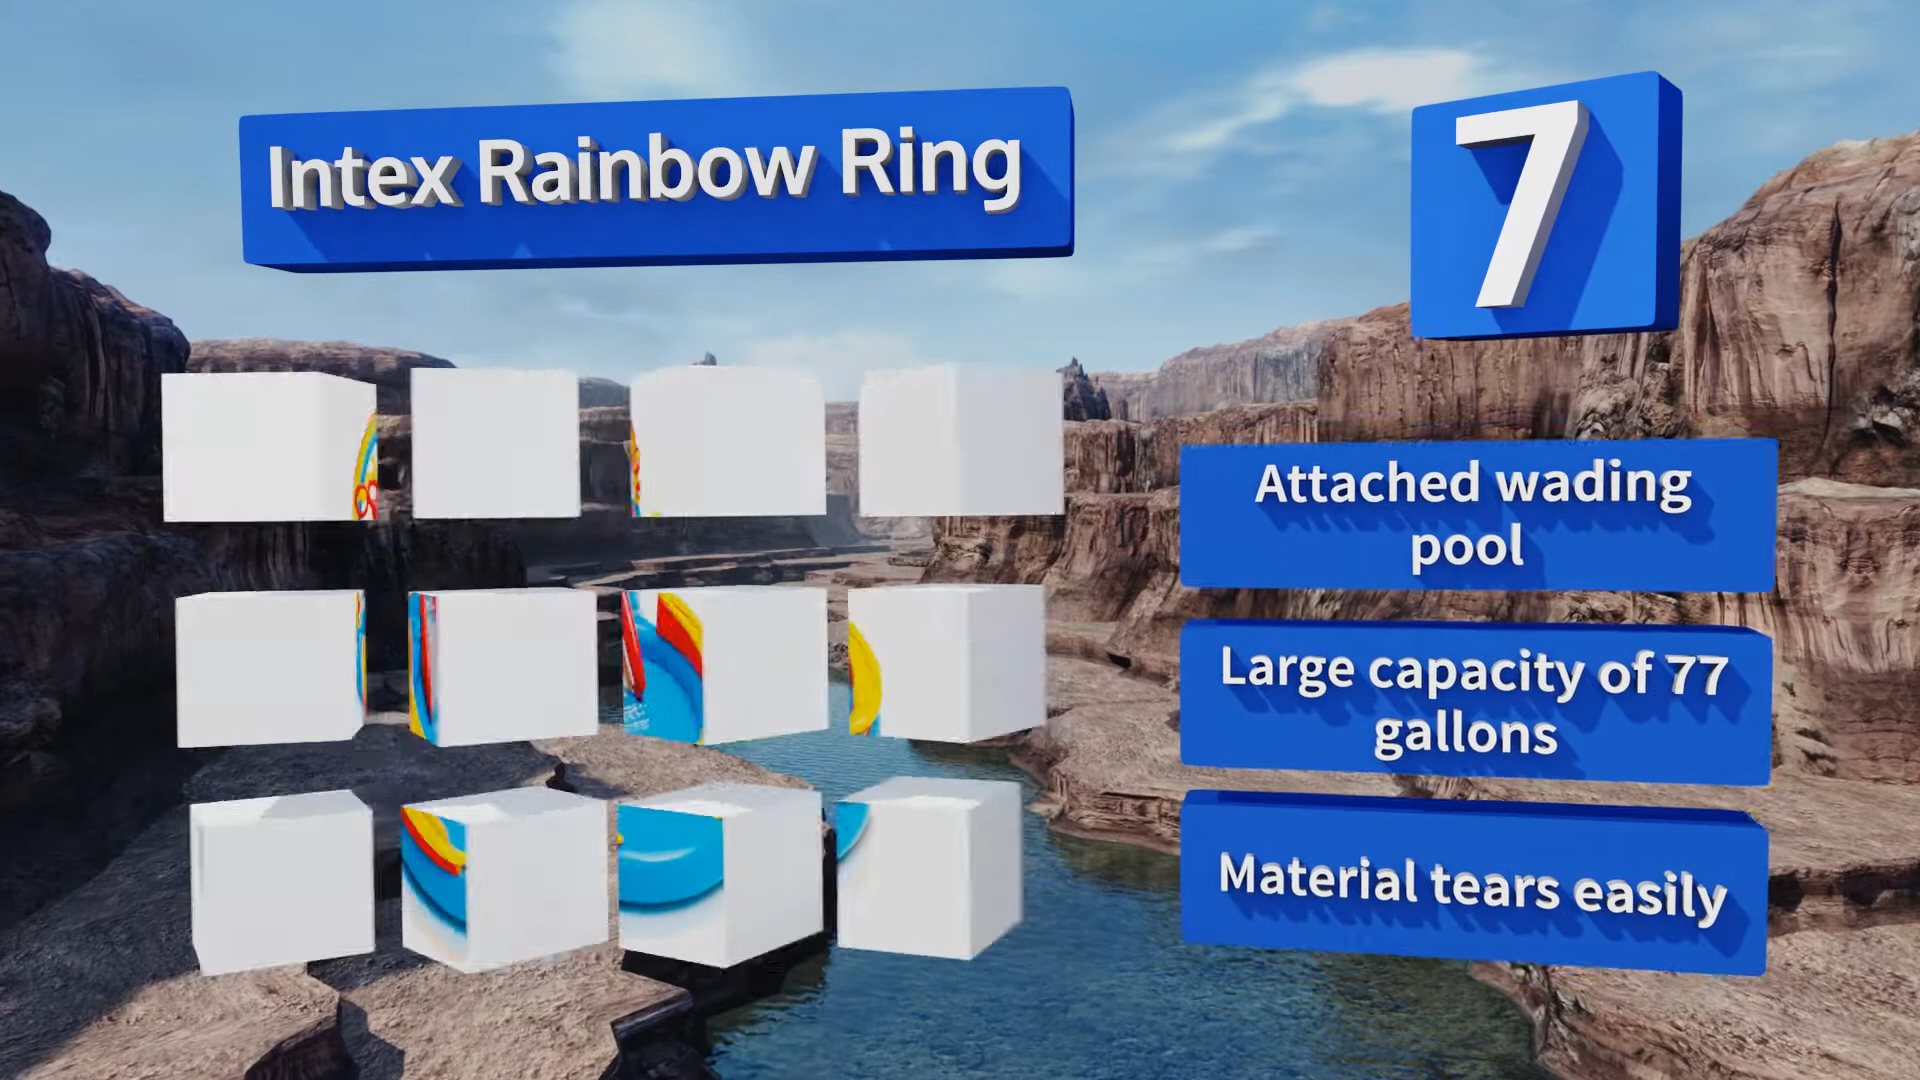 Intex Rainbow Ring
7
Attached wading
pool
Large capacity of 77
gallons
Material tears easily